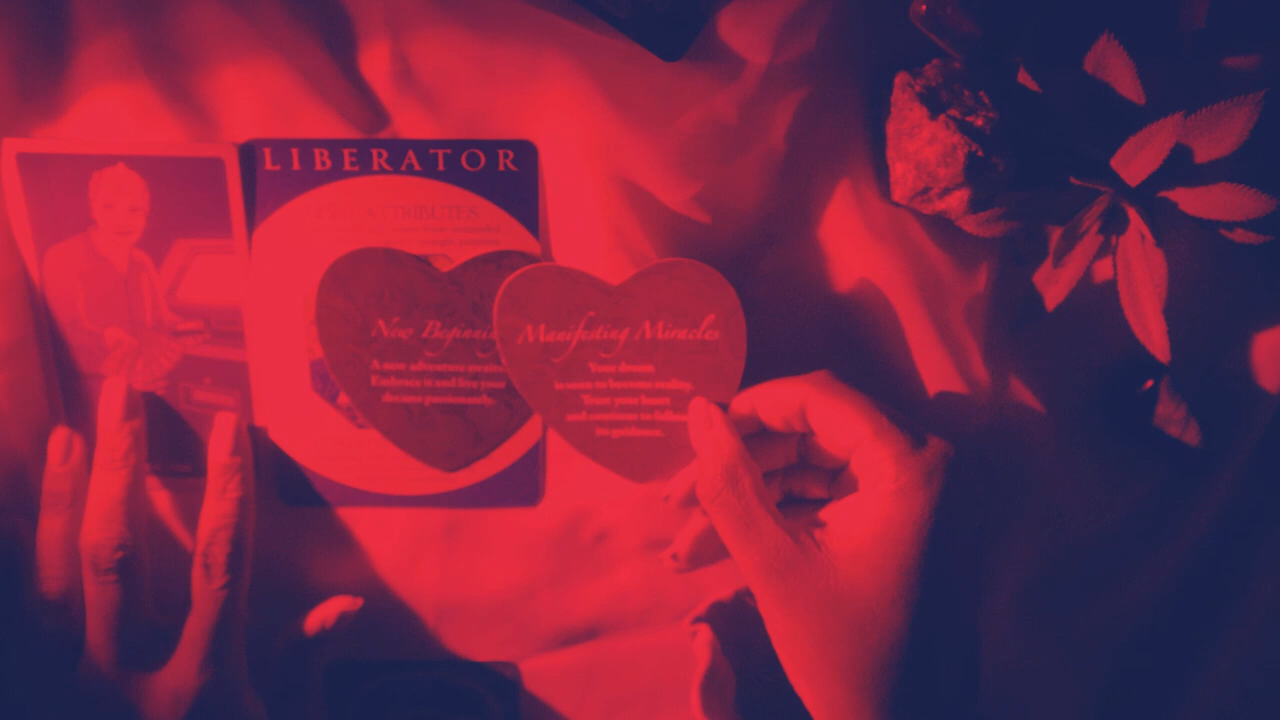 LIBERATOR
ATTRIBUTES
New
A new adventure awaits
Embrace it and live your
dreams passionately.
Manifesting Miracles
Your dream
is soon to become reality.
Trust your heart
and continue to follow
its guidance.